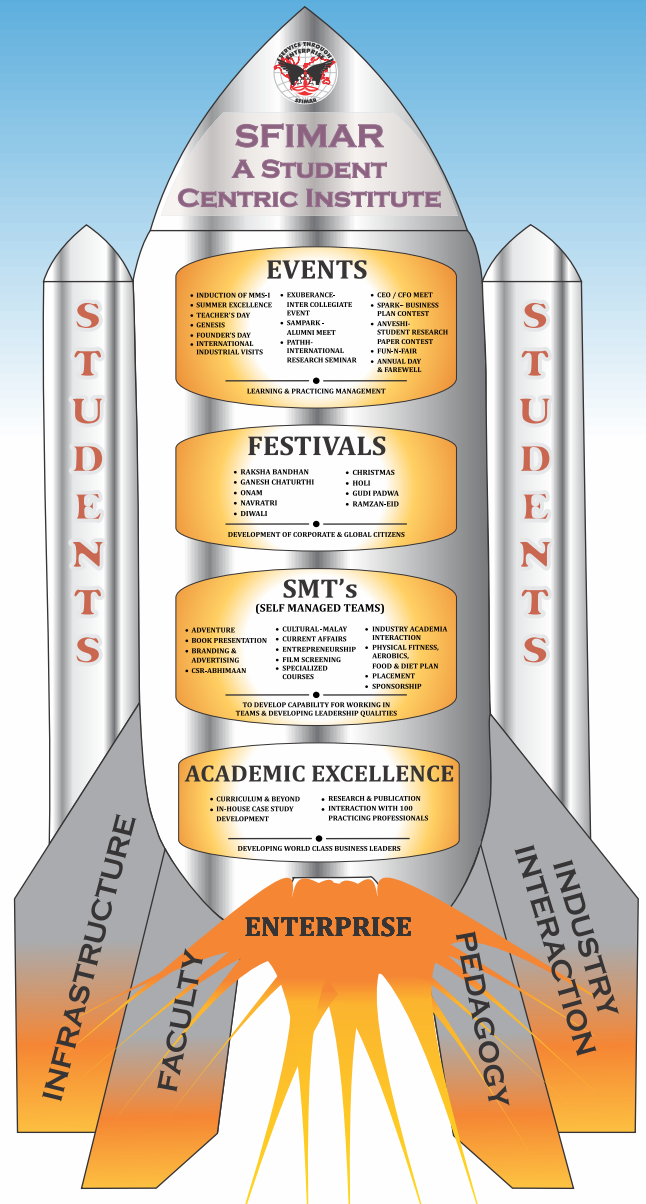 SERVICE THROUGH
ENTERPRISE
SFIMAR
SFIMAR
A STUDENT
CENTRIC INSTITUTE
STUDENTS
EVENTS
• INDUCTION OF MMS-I
• SUMMER EXCELLENCE
• TEACHER'S DAY
• GENESIS
• FOUNDER'S DAY
• INTERNATIONAL
INDUSTRIAL VISITS
• EXUBERANCE-
INTER COLLEGIATE
EVENT
• SAMPARK -
ALUMNI MEET
• PATHH-
INTERNATIONAL
RESEARCH SEMINAR
• CEO / CFO MEET
• SPARK– BUSINESS
PLAN CONTEST
• ANVESHI-
STUDENT RESEARCH
PAPER CONTEST
• FUN-N-FAIR
• ANNUAL DAY
& FAREWELL
LEARNING & PRACTICING MANAGEMENT
FESTIVALS
• RAKSHA BANDHAN
• GANESH CHATURTHI
• ONAM
• NAVRATRI
• DIWALI
• CHRISTMAS
• HOLI
• GUDI PADWA
• RAMZAN-EID
DEVELOPMENT OF CORPORATE & GLOBAL CITIZENS
SMT's
(SELF MANAGED TEAMS)
• ADVENTURE
• BOOK PRESENTATION
• BRANDING &
ADVERTISING
• CSR-ABHIMAAN
• CULTURAL-MALAY
• CURRENT AFFAIRS
• ENTREPRENEURSHIP
• FILM SCREENING
• SPECIALIZED
COURSES
• INDUSTRY ACADEMIA
INTERACTION
• PHYSICAL FITNESS,
AEROBICS,
FOOD & DIET PLAN
• PLACEMENT
• SPONSORSHIP
TO DEVELOP CAPABILITY FOR WORKING IN
TEAMS & DEVELOPING LEADERSHIP QUALITIES
ACADEMIC EXCELLENCE
• CURRICULUM & BEYOND
• IN-HOUSE CASE STUDY
DEVELOPMENT
• RESEARCH & PUBLICATION
• INTERACTION WITH 100
PRACTICING PROFESSIONALS
DEVELOPING WORLD CLASS BUSINESS LEADERS
STUDENTS
ENTERPRISE
INFRASTRUCTURE
FACULTY
PEDAGOGY
INDUSTRY
INTERACTION